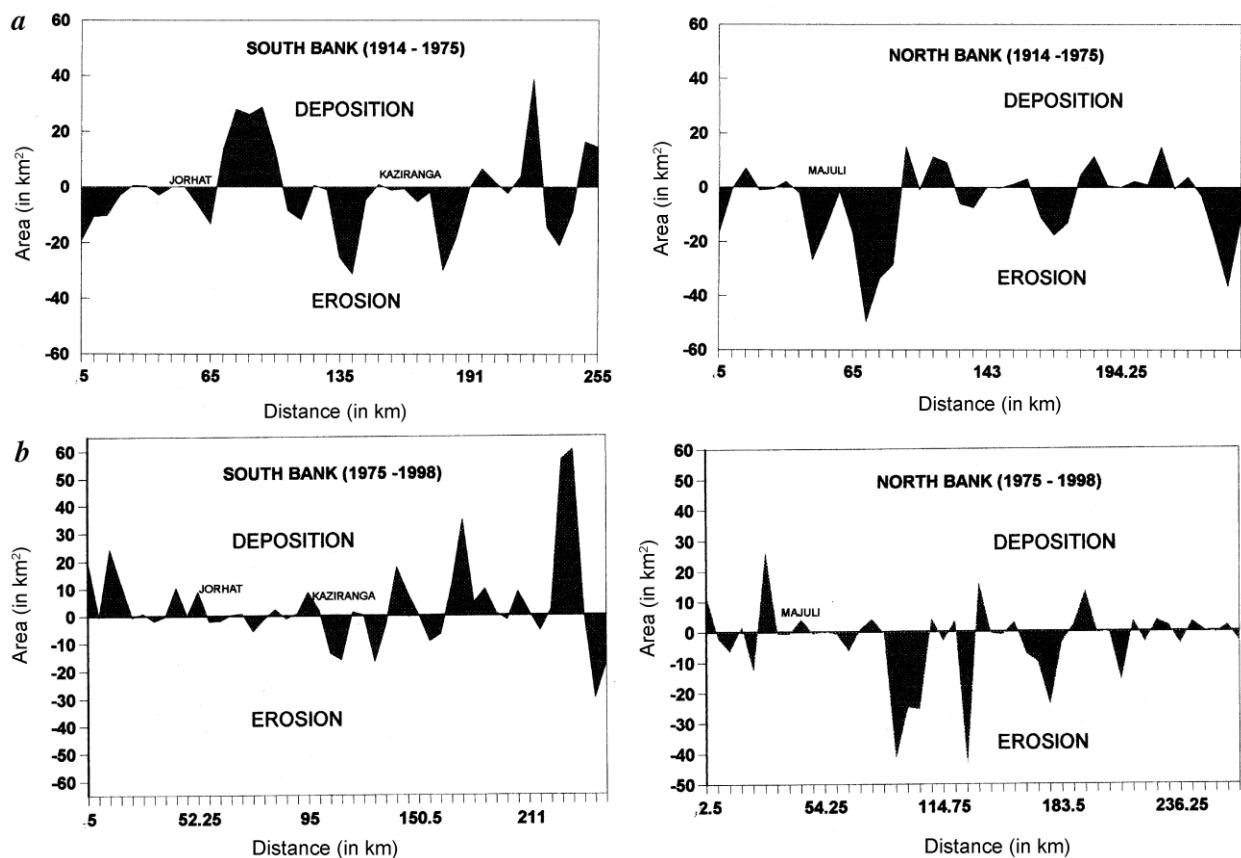 a
SOUTH BANK (1914 - 1975)
DEPOSITION
JORHAT
KAZIRANGA
EROSION
Area (in km²)
60
40
20
0
-20
-40
-60
.5 65 135 191 255
Distance (in km)
NORTH BANK (1914 -1975)
DEPOSITION
MAJULI
EROSION
Area (in km²)
60
40
20
0
-20
-40
-60
.5 65 143 194.25
Distance (in km)
b
SOUTH BANK (1975 -1998)
DEPOSITION
JORHAT
KAZIRANGA
EROSION
Area (in km²)
60
50
40
30
20
10
0
-10
-20
-30
-40
-50
-60
.5 52.25 95 150.5 211
Distance (in km)
NORTH BANK (1975 - 1998)
DEPOSITION
MAJULI
EROSION
Area (in km²)
60
50
40
30
20
10
0
-10
-20
-30
-40
-50
2.5 54.25 114.75 183.5 236.25
Distance (in km)